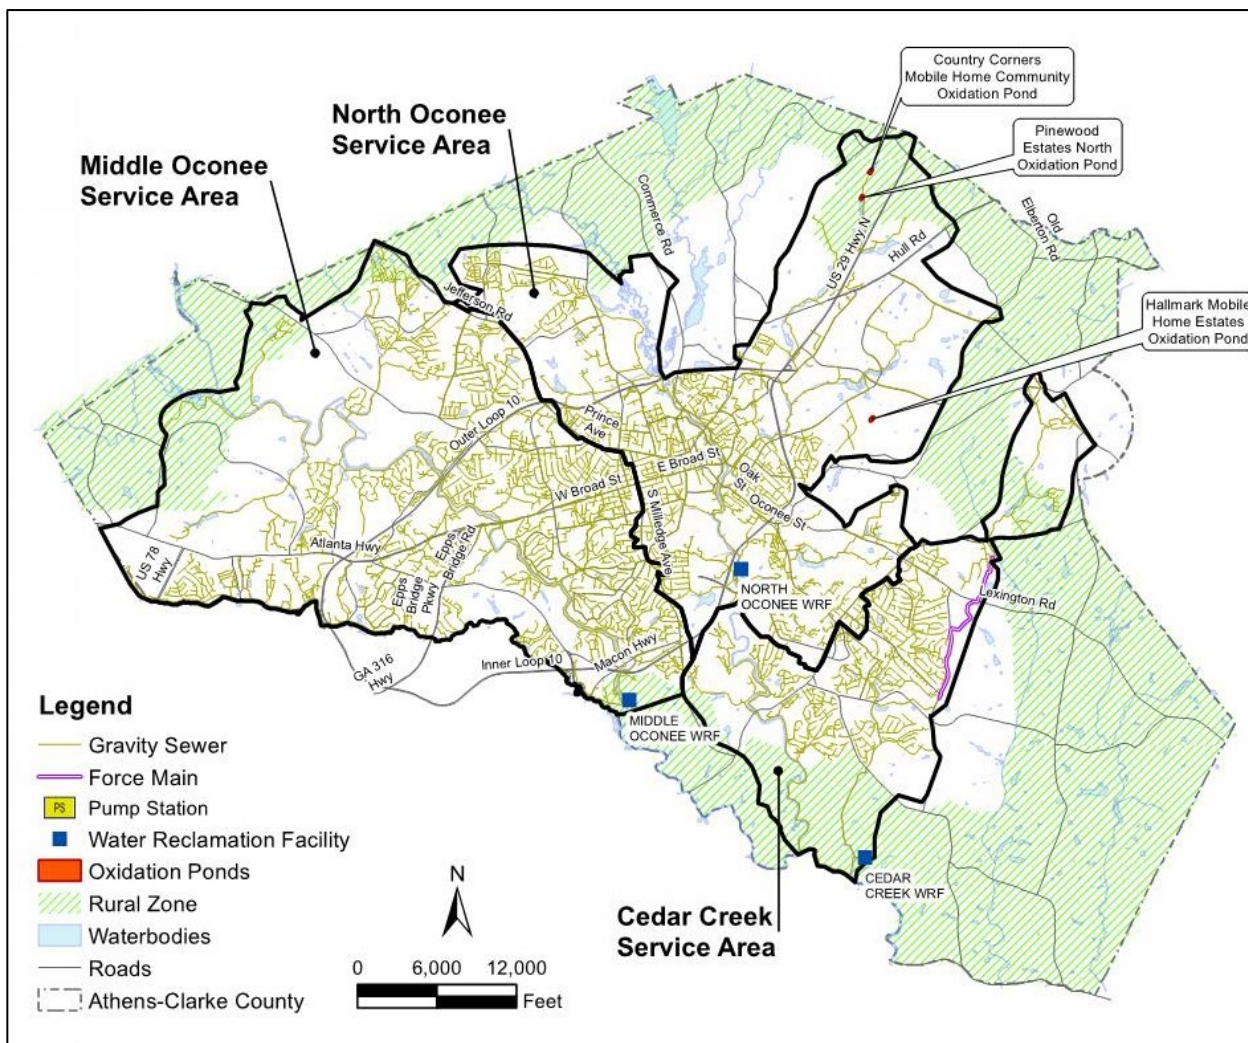 Country Corners
Mobile Home Community
Oxidation Pond
Pinewood
Estates North
Oxidation Pond
North Oconee
Service Area
Middle Oconee
Service Area
Commerce Rd
Old
Elberton Rd
US 29 Hwy N
Hull Rd
Jefferson Rd
Hallmark Mobile
Home Estates
Oxidation Pond
Outer Loop 10
Prince
Ave
E Broad St
W Broad St
Oak
St
Oconee St
S Milledge Ave
Atlanta Hwy
US 78
Hwy
Epps
Bridge Rd
Epps
Bridge
Pkwy
NORTH
OCONEE WRF
Lexington Rd
GA 316
Hwy
Inner Loop 10
Macon Hwy
MIDDLE
OCONEE WRF
CEDAR
CREEK WRF
Cedar Creek
Service Area
Legend
Gravity Sewer
Force Main
PS
Pump Station
Water Reclamation Facility
Oxidation Ponds
Rural Zone
Waterbodies
Roads
Athens-Clarke County
N
0 6,000 12,000
Feet